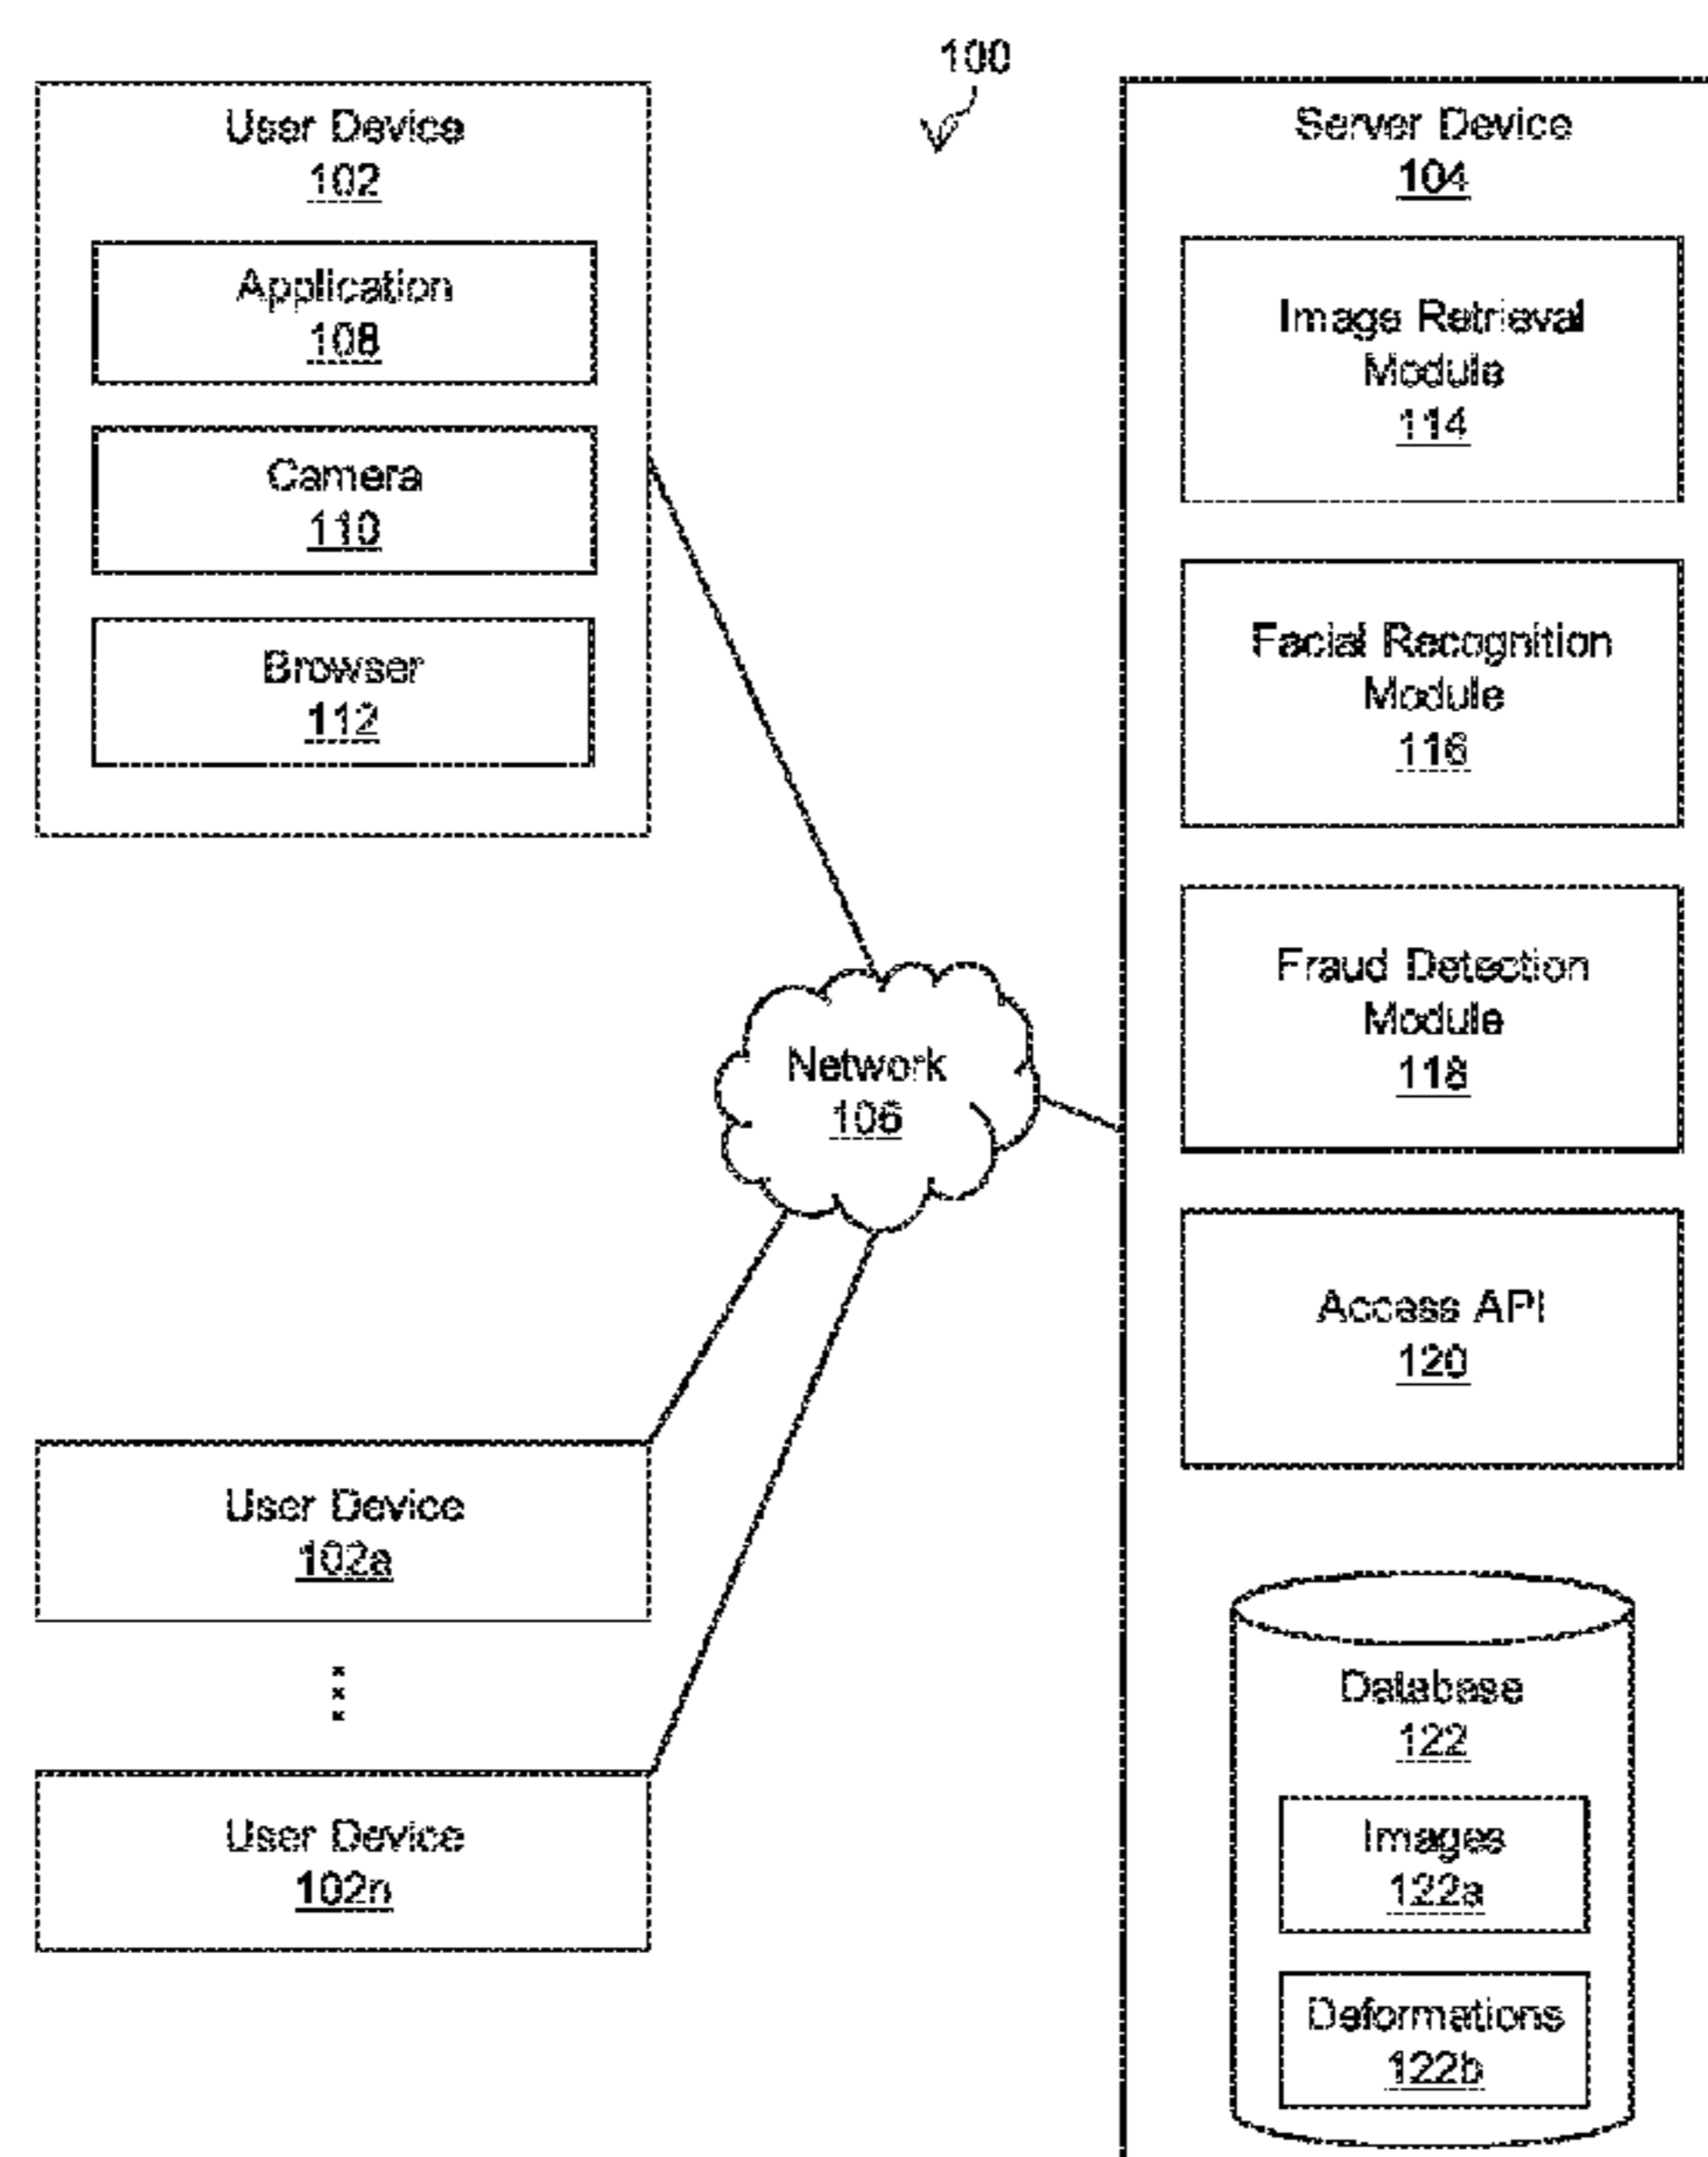 100
User Device
102
Application
108
Camera
110
Browser
112
Network
106
User Device
102a
User Device
102n
Server Device
104
Image Retrieval
Module
114
Facial Recognition
Module
116
Fraud Detection
Module
118
Access API
120
Database
122
Images
122a
Deformations
122b